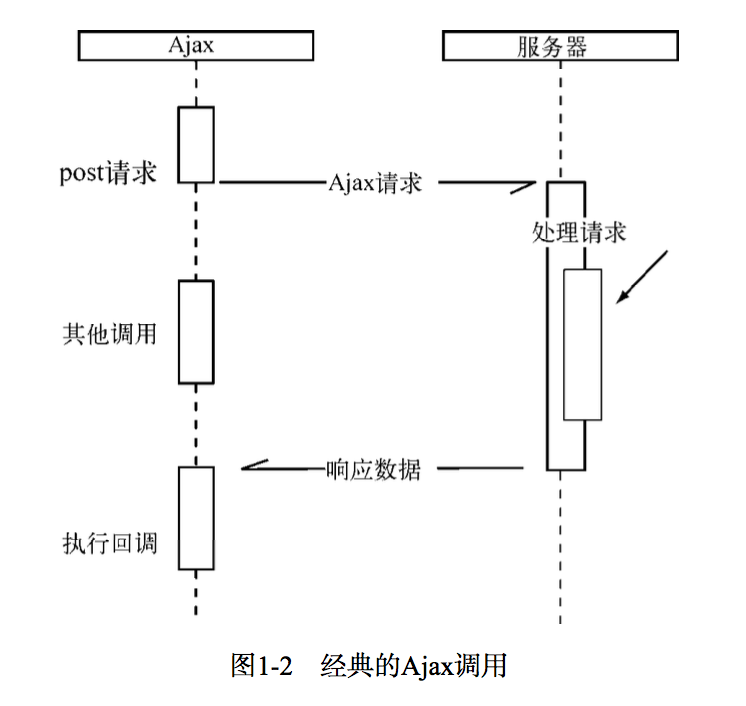 Ajax
服务器
post请求
Ajax请求
处理请求
其他调用
响应数据
执行回调
图1-2 经典的Ajax调用